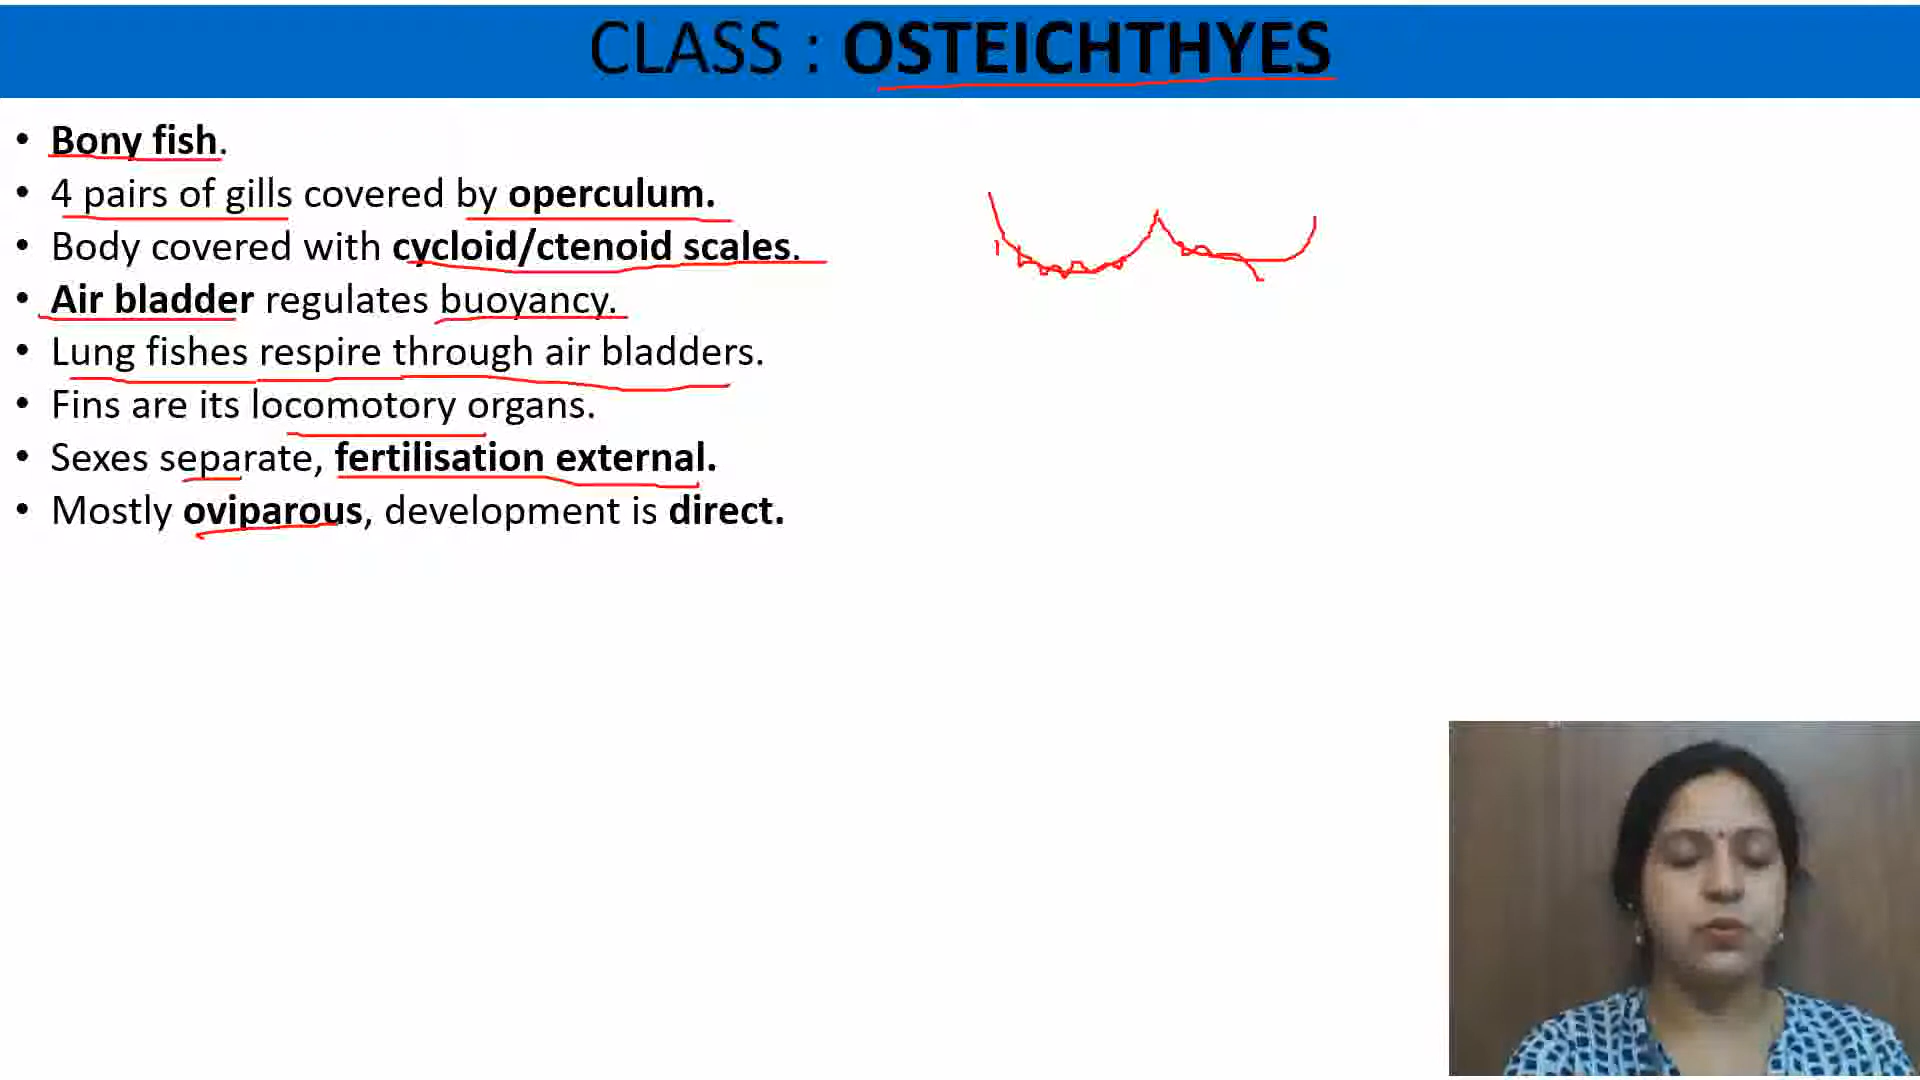 CLASS : OSTEICHTHYES
• Bony fish.
• 4 pairs of gills covered by operculum.
• Body covered with cycloid/ctenoid scales.
• Air bladder regulates buoyancy.
• Lung fishes respire through air bladders.
• Fins are its locomotory organs.
• Sexes separate, fertilisation external.
• Mostly oviparous, development is direct.